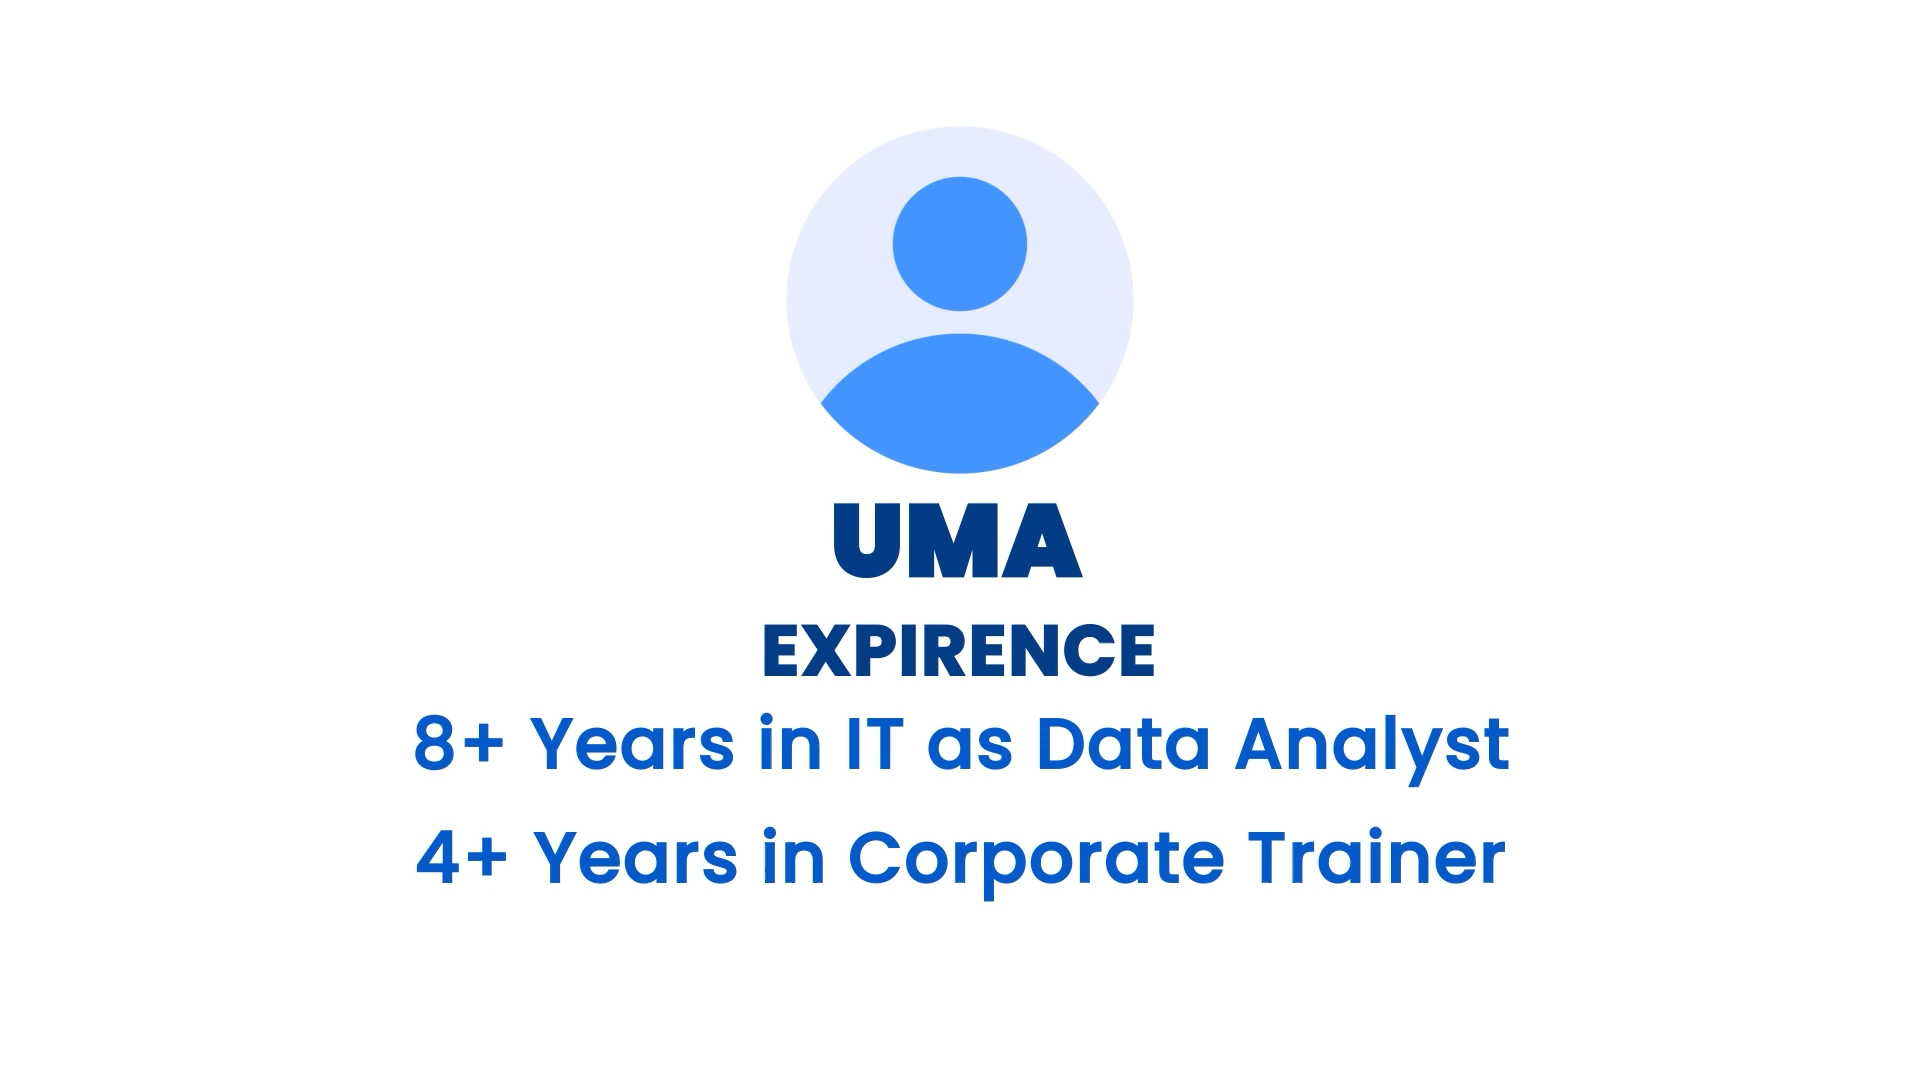 UMA
EXPIRENCE
8+ Years in IT as Data Analyst
4+ Years in Corporate Trainer